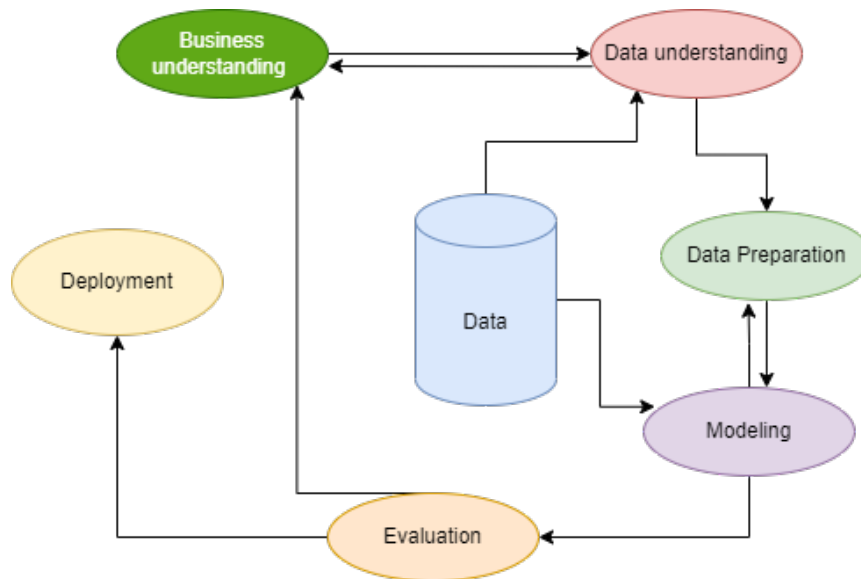 Business
understanding
Data understanding
Data Preparation
Deployment
Data
Modeling
Evaluation